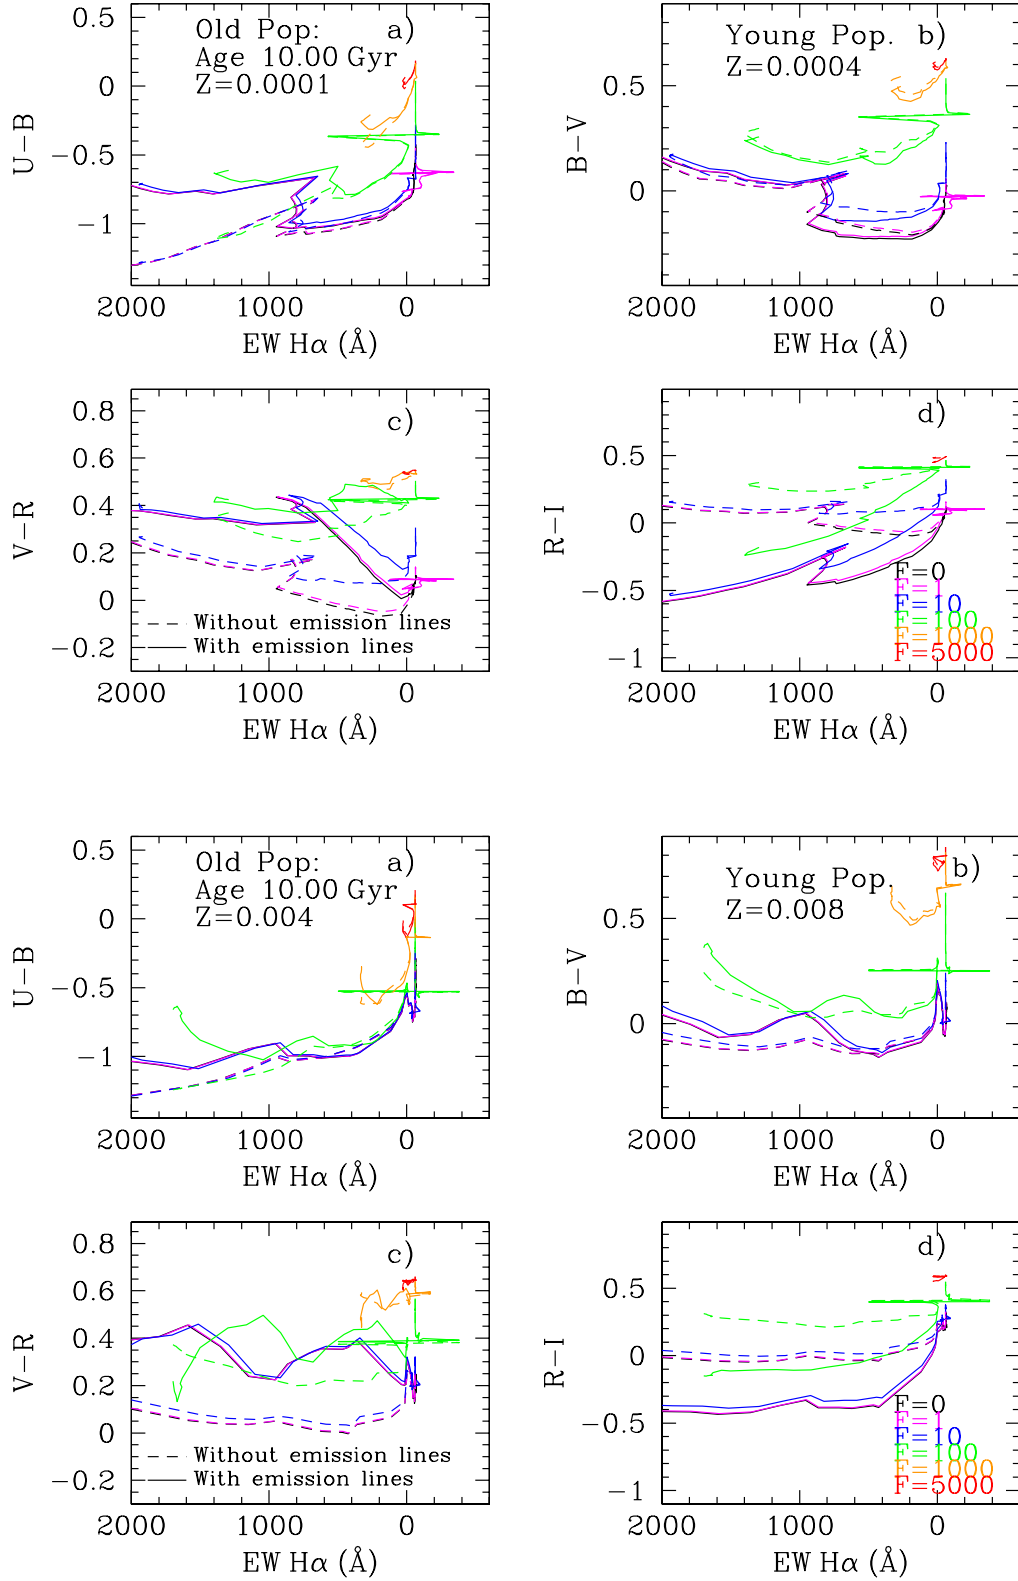 Old Pop: a)
Age 10.00 Gyr
Z=0.0001
0.5
0
−0.5
−1
U−B
2000 1000 0
EW Hα (Å)
Young Pop. b)
Z=0.0004
0.5
0
B−V
2000 1000 0
EW Hα (Å)
c)
0.8
0.6
0.4
0.2
0
−0.2
V−R
Without emission lines
With emission lines
2000 1000 0
EW Hα (Å)
d)
0.5
0
−0.5
−1
R−I
F=0
F=1
F=10
F=100
F=1000
F=5000
2000 1000 0
EW Hα (Å)
Old Pop: a)
Age 10.00 Gyr
Z=0.004
0.5
0
−0.5
−1
U−B
2000 1000 0
EW Hα (Å)
b)
Young Pop.
Z=0.008
0.5
0
B−V
2000 1000 0
EW Hα (Å)
c)
0.8
0.6
0.4
0.2
0
−0.2
V−R
Without emission lines
With emission lines
2000 1000 0
EW Hα (Å)
d)
0.5
0
−0.5
−1
R−I
F=0
F=1
F=10
F=100
F=1000
F=5000
2000 1000 0
EW Hα (Å)